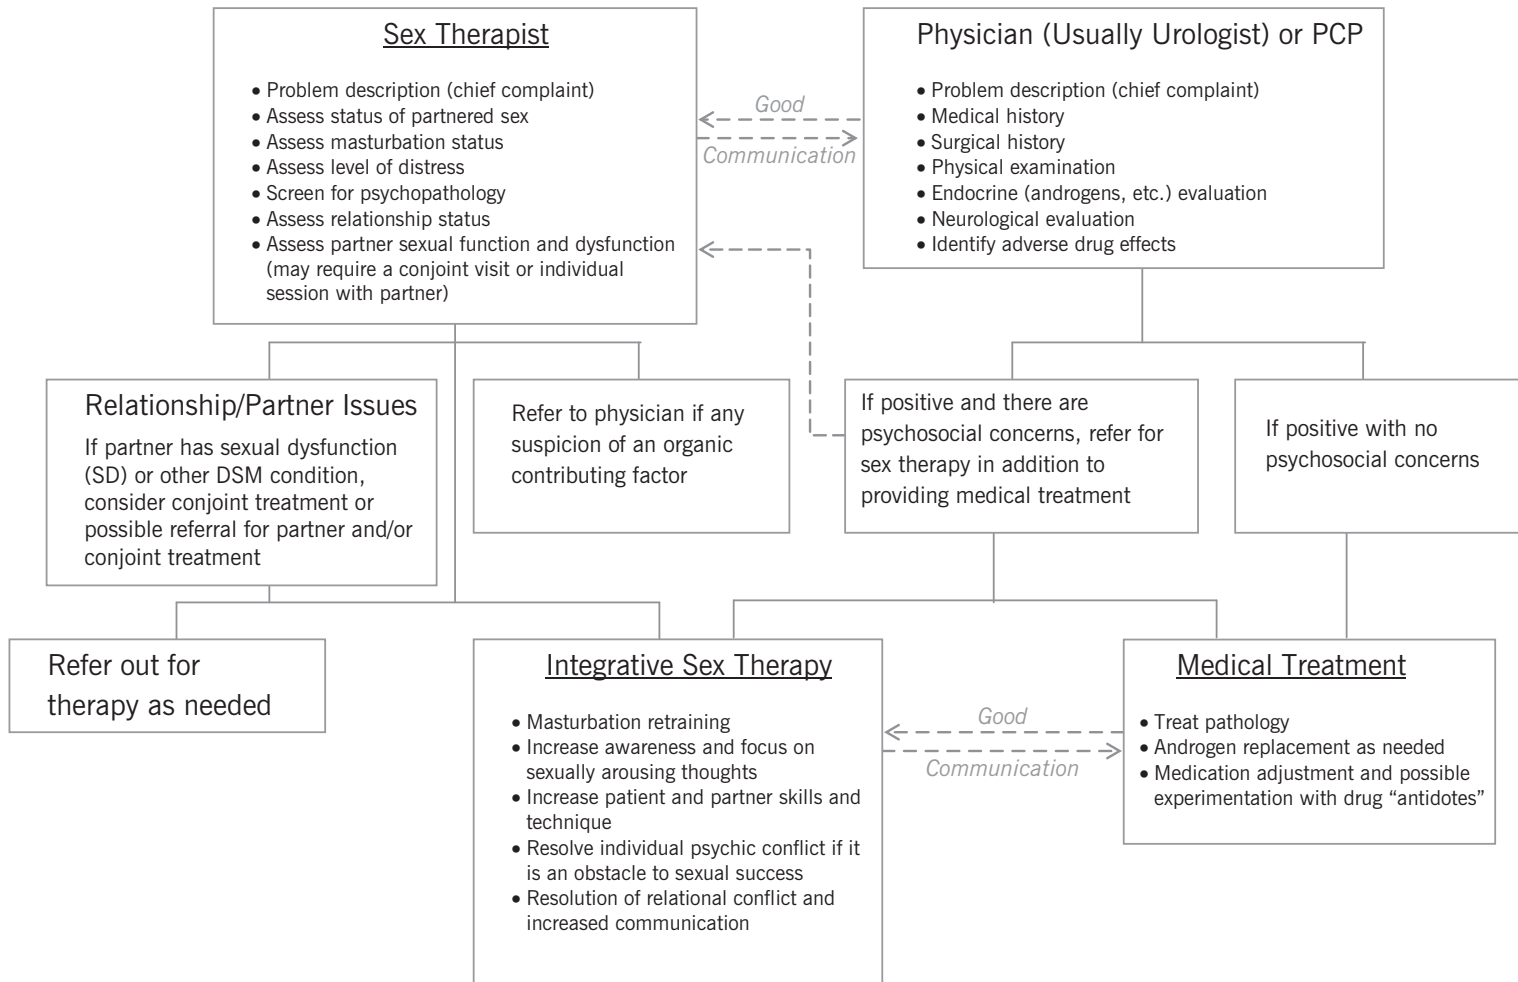 Sex Therapist
• Problem description (chief complaint)
• Assess status of partnered sex
• Assess masturbation status
• Assess level of distress
• Screen for psychopathology
• Assess relationship status
• Assess partner sexual function and dysfunction
(may require a conjoint visit or individual
session with partner)
Good
Communication
Physician (Usually Urologist) or PCP
• Problem description (chief complaint)
• Medical history
• Surgical history
• Physical examination
• Endocrine (androgens, etc.) evaluation
• Neurological evaluation
• Identify adverse drug effects
Relationship/Partner Issues
If partner has sexual dysfunction
(SD) or other DSM condition,
consider conjoint treatment or
possible referral for partner and/or
conjoint treatment
Refer to physician if any
suspicion of an organic
contributing factor
If positive and there are
psychosocial concerns, refer for
sex therapy in addition to
providing medical treatment
If positive with no
psychosocial concerns
Refer out for
therapy as needed
Integrative Sex Therapy
• Masturbation retraining
• Increase awareness and focus on
sexually arousing thoughts
• Increase patient and partner skills and
technique
• Resolve individual psychic conflict if it
is an obstacle to sexual success
• Resolution of relational conflict and
increased communication
Good
Communication
Medical Treatment
• Treat pathology
• Androgen replacement as needed
• Medication adjustment and possible
experimentation with drug “antidotes”